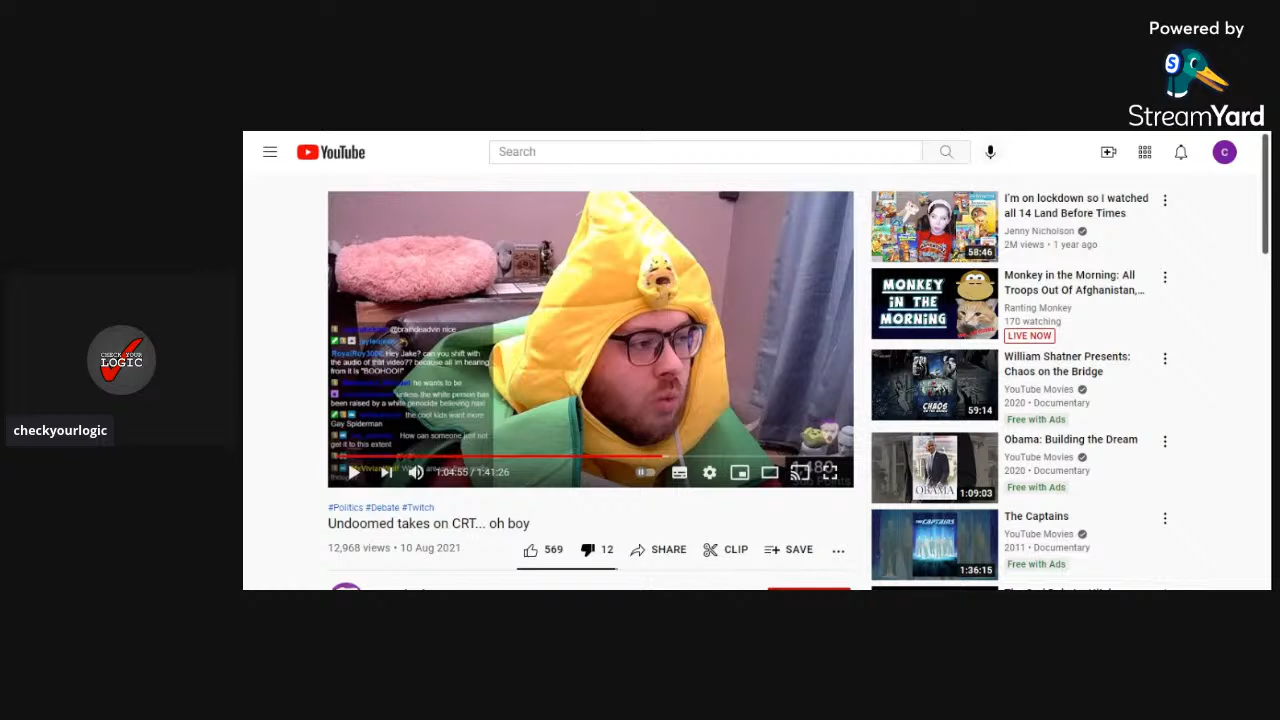 Powered by
StreamYard
YouTube
Search
C
CHECK YOUR
LOGIC
checkyourlogic
@braindeadvin nice
RoyalRoy3000 Hey Jake? can you shift with
the audio of that video?? because all im hearing
from it is "BOOHOO!!"
he wants to be
unless the white person has
been raised by a white genocide believing nazi
the cool kids want more
Gay Spiderman
How can someone just not
get it to this extent
1:04:55 / 1:41:26
#Politics #Debate #Twitch
Undoomed takes on CRT... oh boy
12,968 views • 10 Aug 2021
569
12
SHARE
CLIP
SAVE
I'm on lockdown so I watched
all 14 Land Before Times
Jenny Nicholson
2M views • 1 year ago
58:46
MONKEY
IN THE
MORNING
Monkey in the Morning: All
Troops Out Of Afghanistan,...
Ranting Monkey
170 watching
LIVE NOW
CHAOS
59:14
William Shatner Presents:
Chaos on the Bridge
YouTube Movies
2020 • Documentary
Free with Ads
OBAMA
1:09:03
Obama: Building the Dream
YouTube Movies
2020 • Documentary
Free with Ads
THE CAPTAINS
1:36:15
The Captains
YouTube Movies
2011 • Documentary
Free with Ads